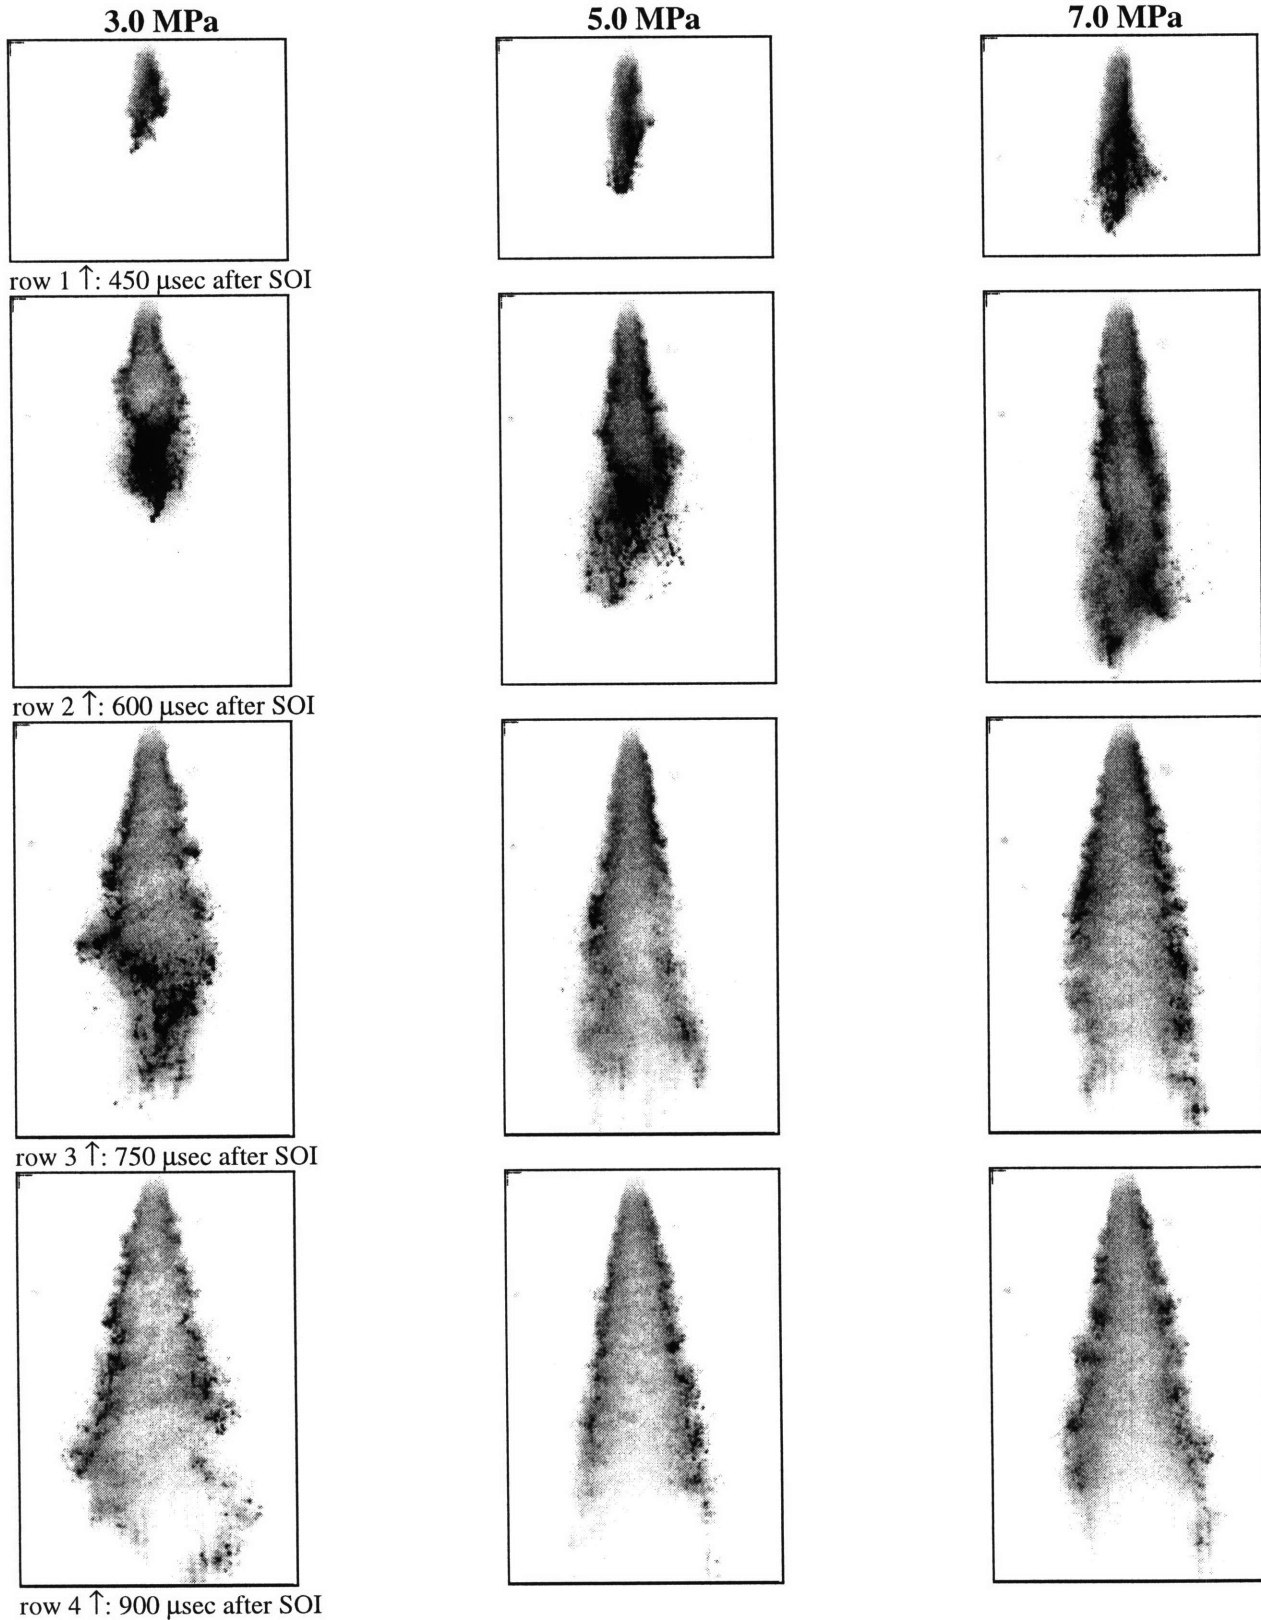 3.0 MPa 5.0 MPa 7.0 MPa
row 1 ↑: 450 μsec after SOI
row 2 ↑: 600 μsec after SOI
row 3 ↑: 750 μsec after SOI
row 4 ↑: 900 μsec after SOI